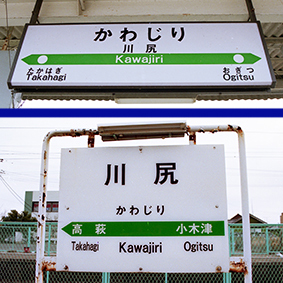 かわじり
川尻
Kawajiri
たかはぎ おぎつ
Takahagi Ogitsu
川尻
かわじり
高萩 小木津
Takahagi Kawajiri Ogitsu